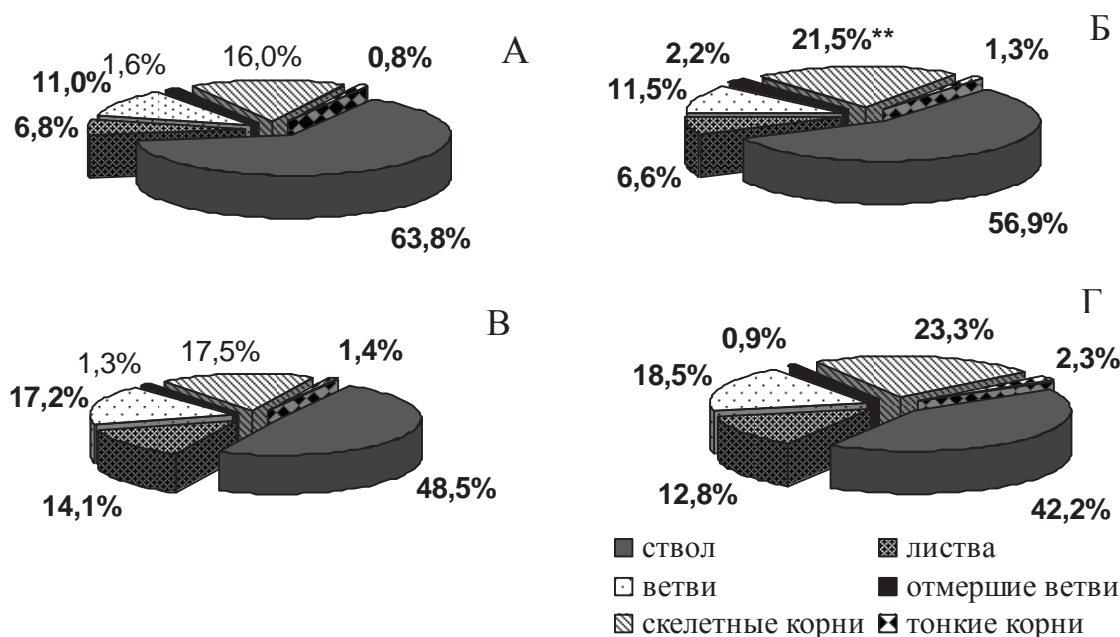 А
1,6% 16,0% 0,8%
11,0%
6,8%
63,8%
Б
2,2% 21,5%** 1,3%
11,5%
6,6%
56,9%
В
1,3% 17,5% 1,4%
17,2%
14,1%
48,5%
Г
0,9% 23,3% 2,3%
18,5%
12,8%
42,2%
ствол листва
ветви отмершие ветви
скелетные корни тонкие корни